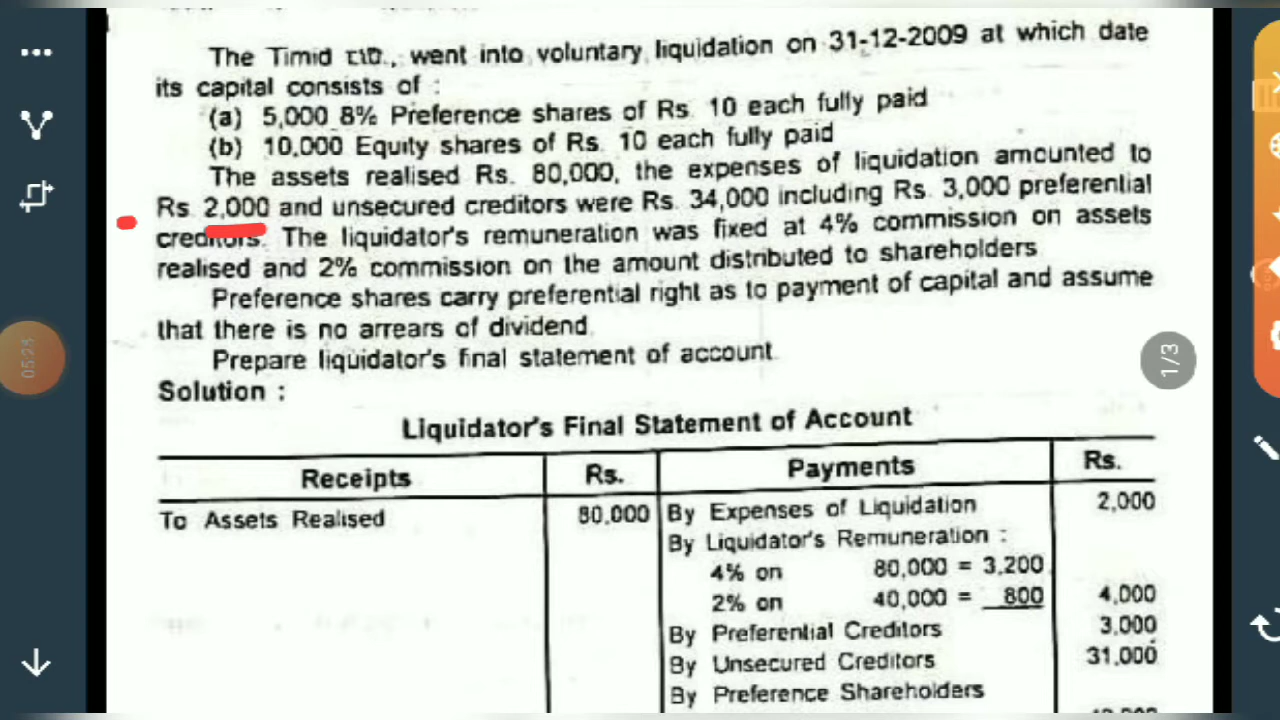 The Timid Ltd., went into voluntary liquidation on 31-12-2009 at which date
its capital consists of :
(a) 5,000 8% Preference shares of Rs. 10 each fully paid
(b) 10,000 Equity shares of Rs. 10 each fully paid
The assets realised Rs. 80,000, the expenses of liquidation amounted to
Rs. 2,000 and unsecured creditors were Rs. 34,000 including Rs. 3,000 preferential
creditors. The liquidator's remuneration was fixed at 4% commission on assets
realised and 2% commission on the amount distributed to shareholders
Preference shares carry preferential right as to payment of capital and assume
that there is no arrears of dividend.
Prepare liquidator's final statement of account
Solution :
Liquidator's Final Statement of Account
Receipts Rs. Payments Rs.
To Assets Realised 80,000 By Expenses of Liquidation 2,000
By Liquidator's Remuneration :
4% on 80,000 = 3,200
2% on 40,000 = 800 4,000
By Preferential Creditors 3,000
By Unsecured Creditors 31,000
By Preference Shareholders
05:25
1/3